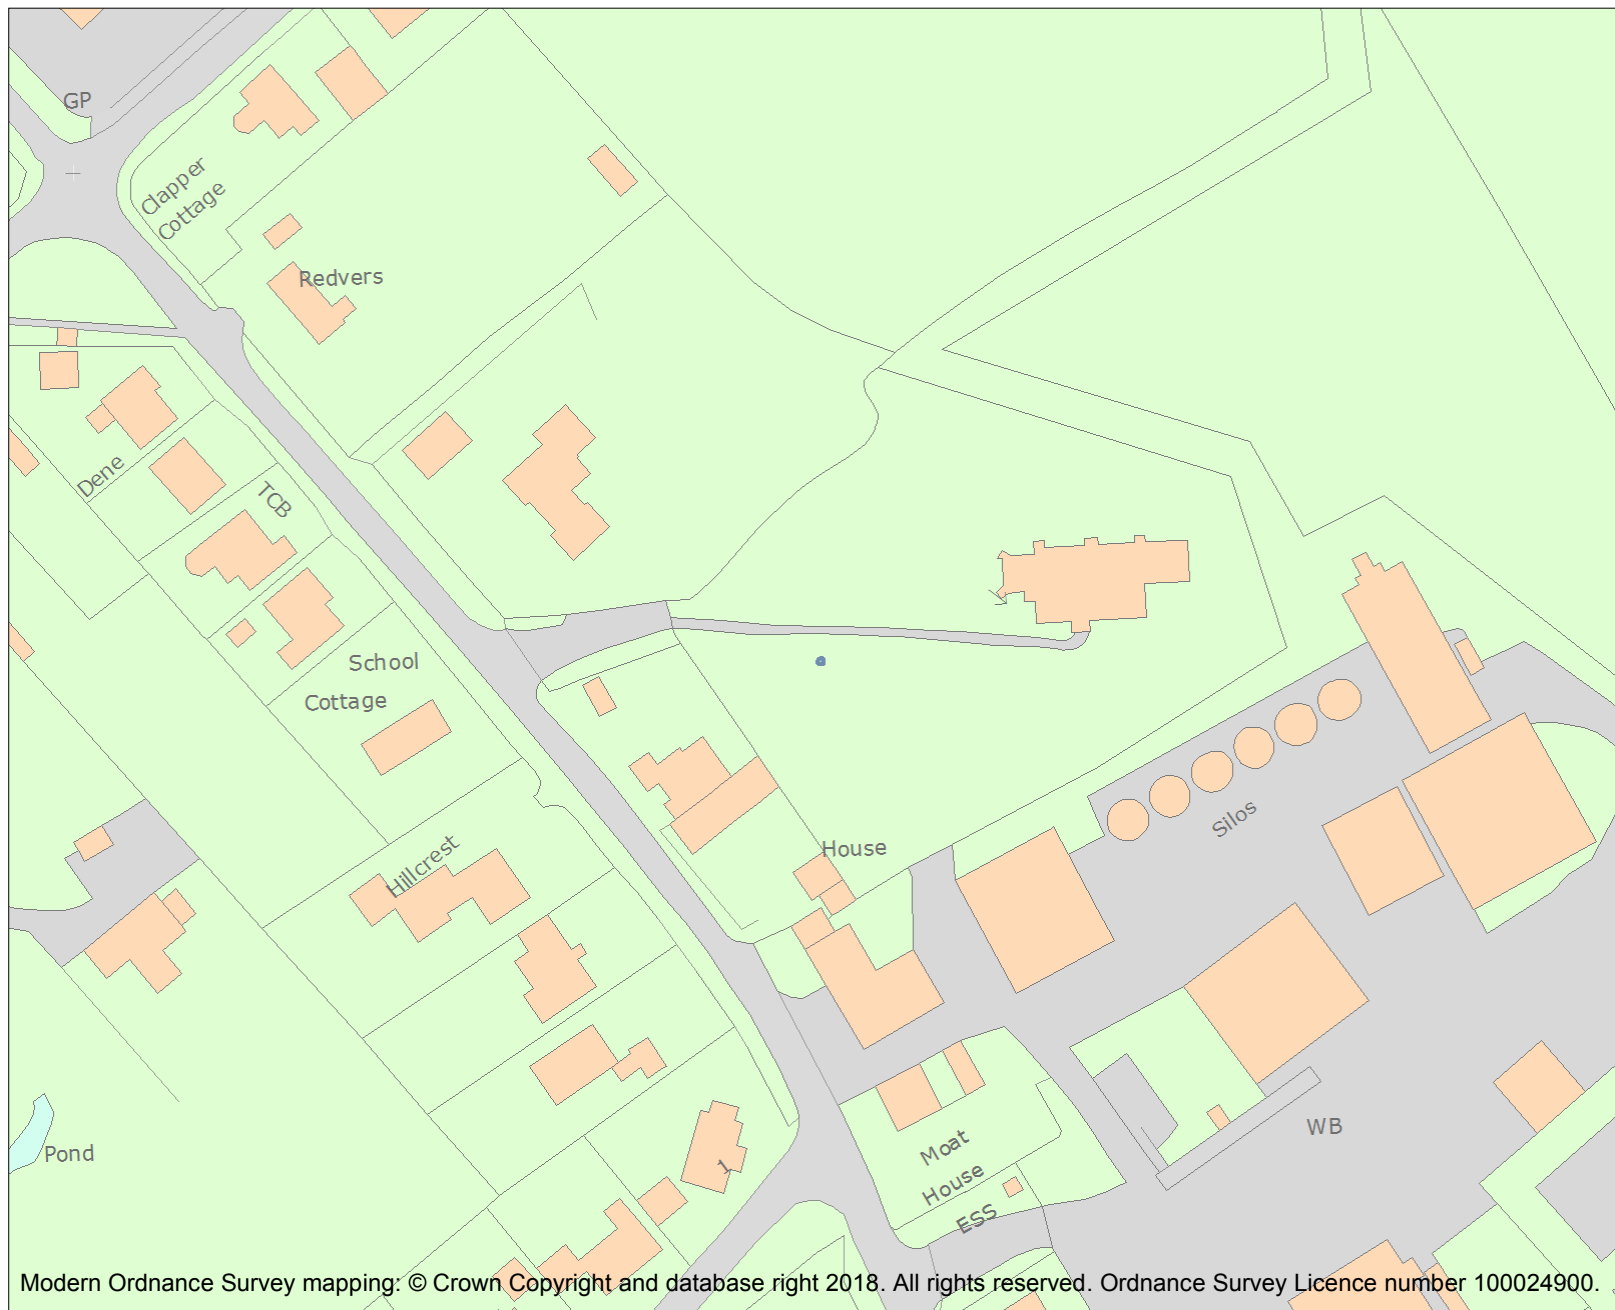 GP
Clapper
Cottage
Redvers
Dene
TCB
School
Cottage
House
Silos
Hillcrest
Pond
1
Moat
House
ESS
WB
Modern Ordnance Survey mapping: © Crown Copyright and database right 2018. All rights reserved. Ordnance Survey Licence number 100024900.